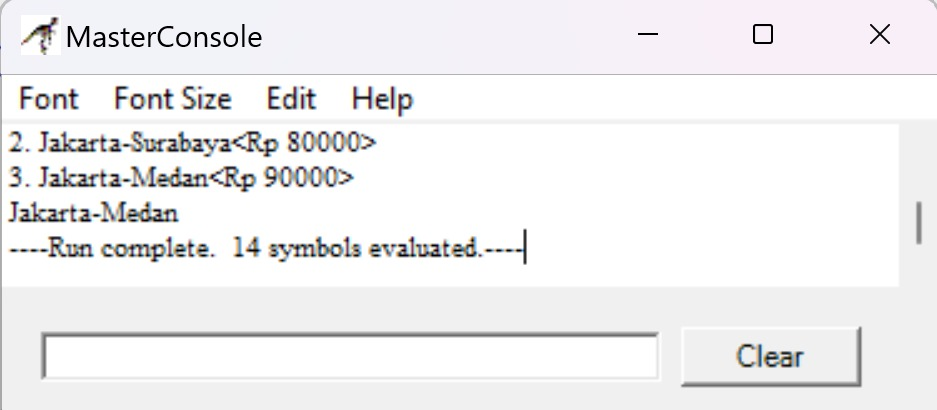 MasterConsole
Font Font Size Edit Help
2. Jakarta-Surabaya<Rp 80000>
3. Jakarta-Medan<Rp 90000>
Jakarta-Medan
----Run complete.  14 symbols evaluated.----
Clear